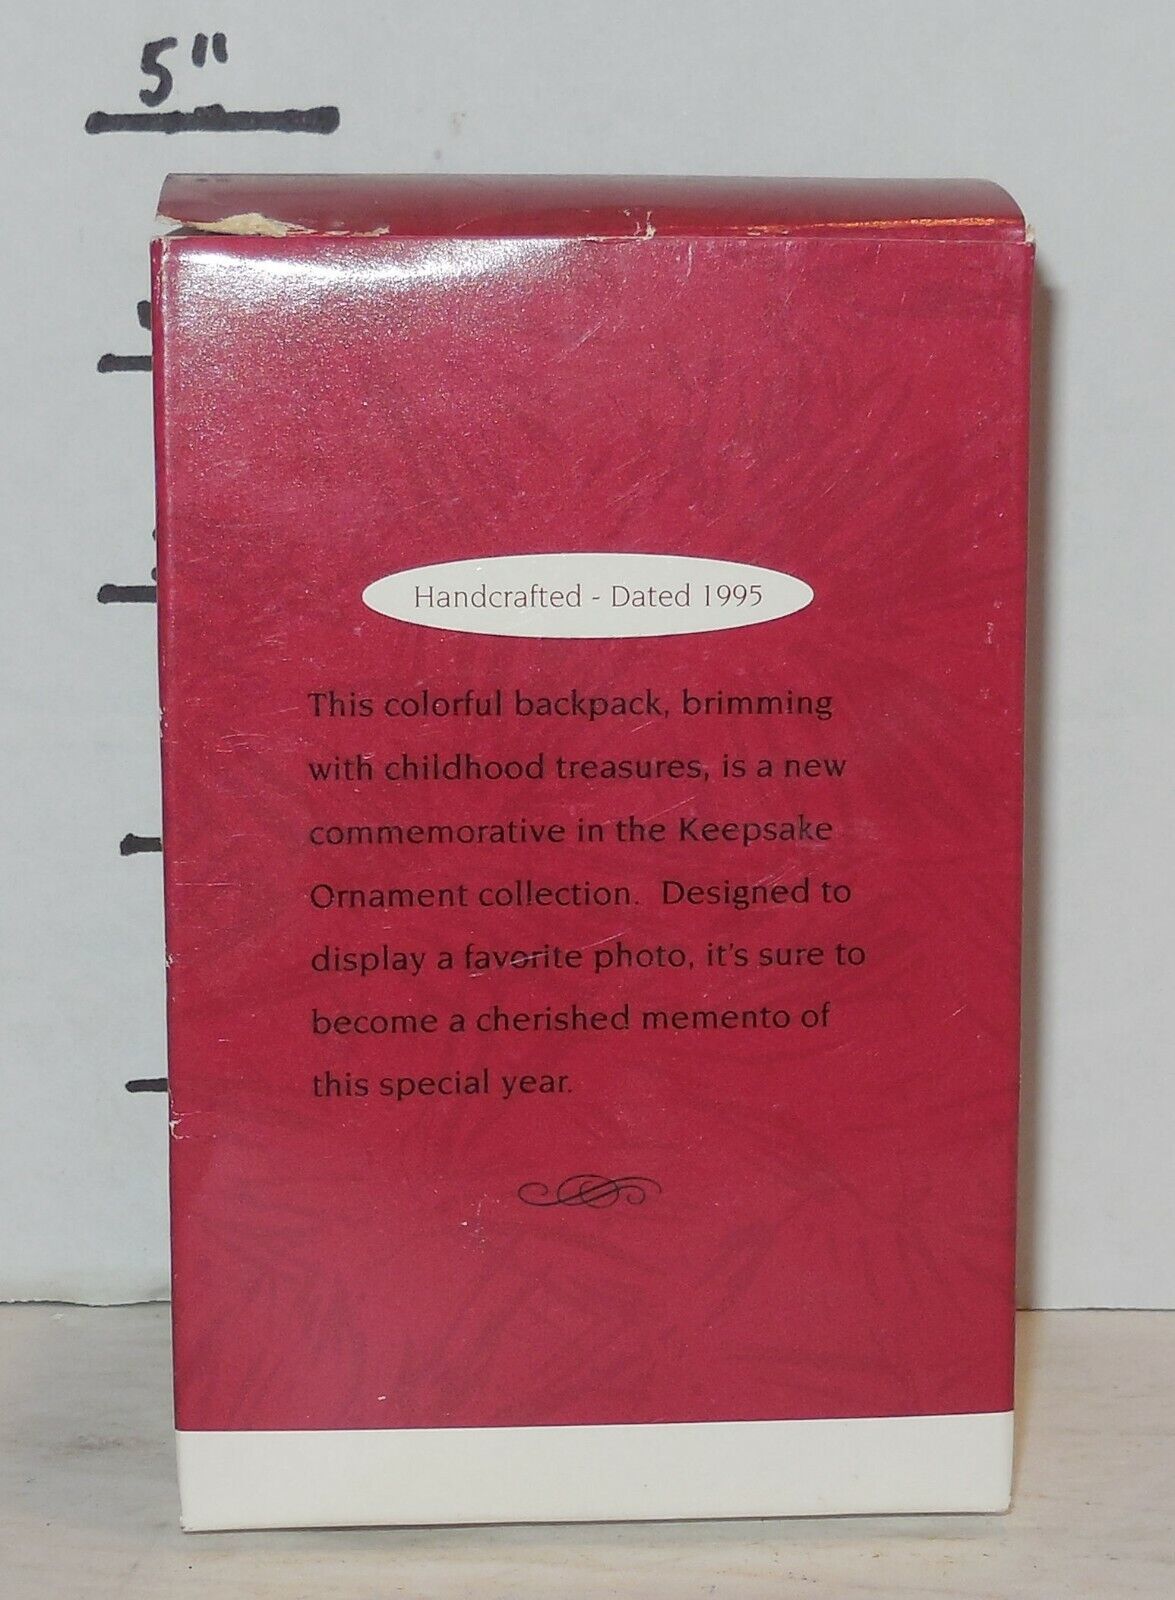 5"
Handcrafted - Dated 1995
This colorful backpack, brimming
with childhood treasures, is a new
commemorative in the Keepsake
Ornament collection. Designed to
display a favorite photo, it's sure to
become a cherished memento of
this special year.